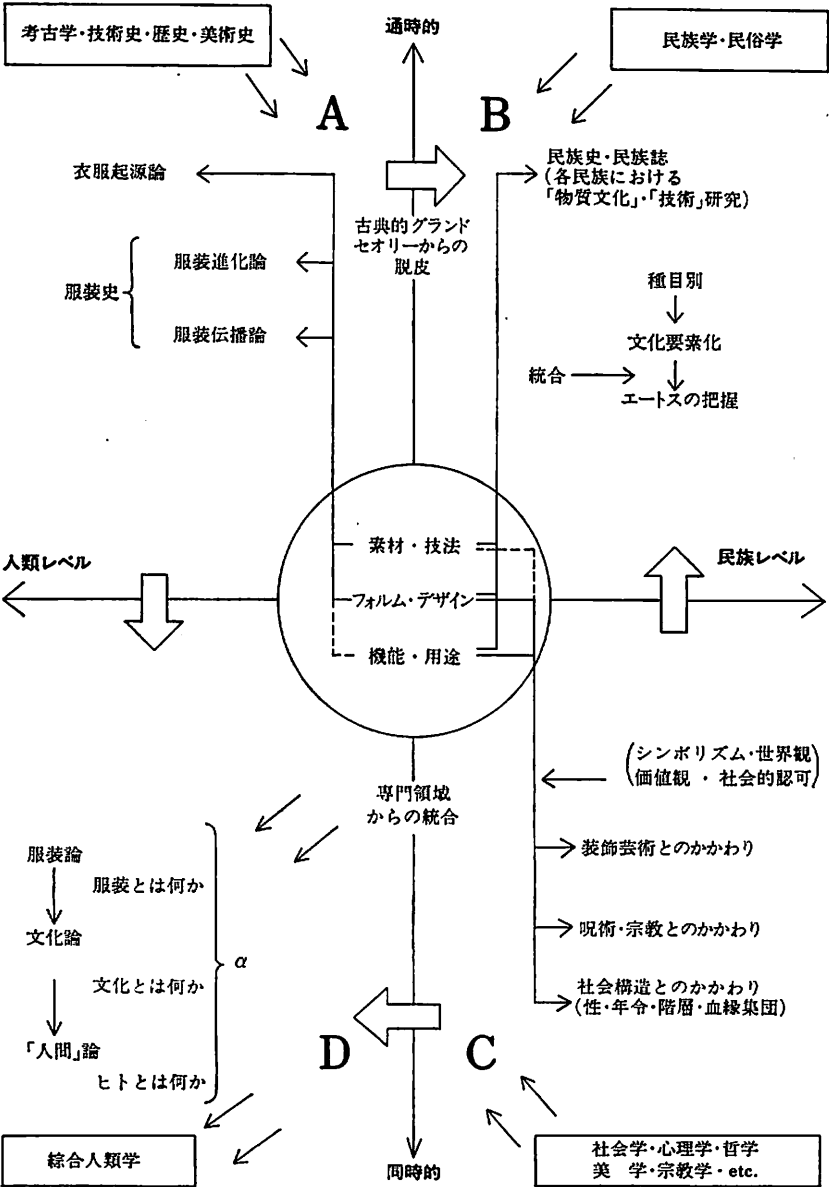 考古学・技術史・歴史・美術史
通時的
民族学・民俗学
A
B
衣服起源論
民族史・民族誌
(各民族における
「物質文化」・「技術」研究)
古典的グランド
セオリーからの
脱皮
服装史
服装進化論
服装伝播論
種目別
文化要素化
統合
エートスの把握
人類レベル
民族レベル
素材・技法
フォルム・デザイン
機能・用途
(シンボリズム・世界観
価値観・社会的認可)
専門領域
からの統合
装飾芸術とのかかわり
呪術・宗教とのかかわり
社会構造とのかかわり
(性・年令・階層・血縁集団)
服装論
服装とは何か
文化論
α
文化とは何か
「人間」論
ヒトとは何か
D
C
綜合人類学
同時的
社会学・心理学・哲学
美 学・宗教学・etc.